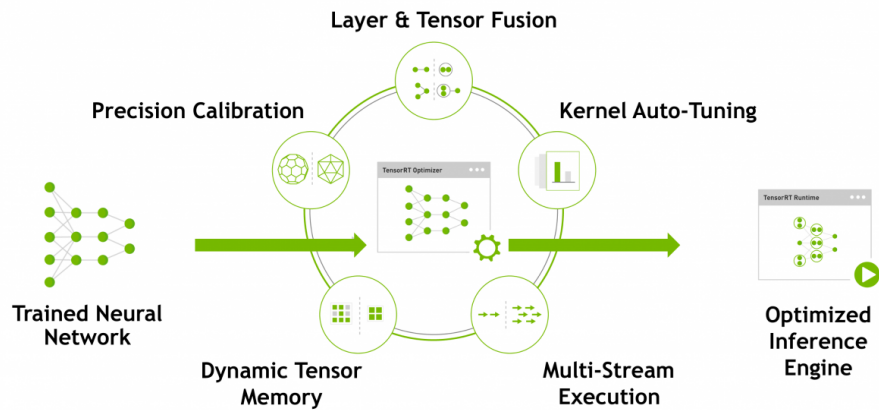 Layer & Tensor Fusion
Precision Calibration
Kernel Auto-Tuning
TensorRT Optimizer
TensorRT Runtime
Trained Neural
Network
Dynamic Tensor
Memory
Multi-Stream
Execution
Optimized
Inference
Engine